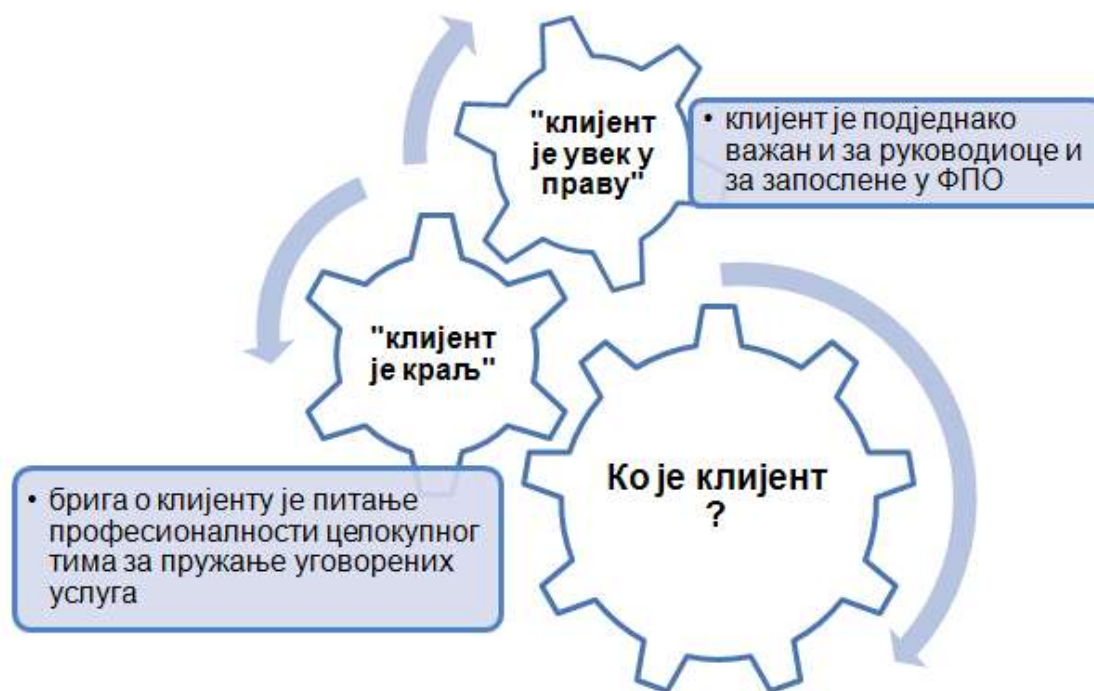 "клијент
је увек у
праву"
• клијент је подједнако
важан и за руководиоце и
за запослене у ФПО
"клијент
је краљ"
• брига о клијенту је питање
професионалности целокупног
тима за пружање уговорених
услуга
Ко је клијент
?